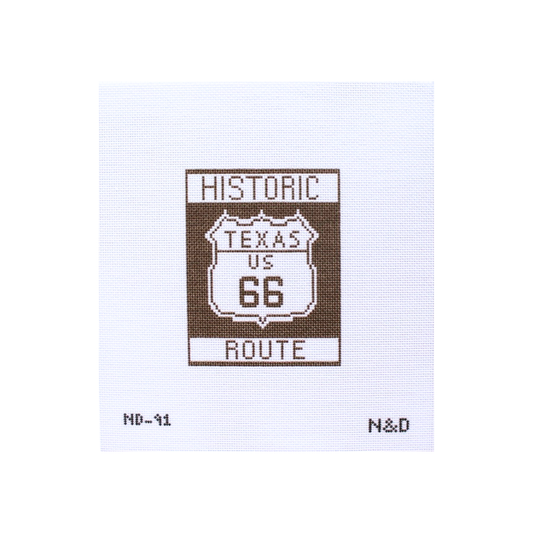 HISTORIC
TEXAS
US
66
ROUTE
ND-91
N&D